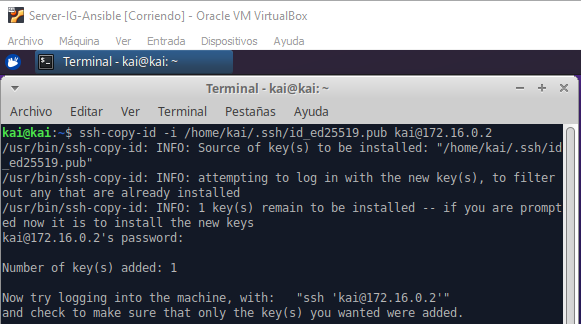 Server-IG-Ansible [Corriendo] - Oracle VM VirtualBox
Archivo Máquina Ver Entrada Dispositivos Ayuda
Terminal - kai@kai: ~
Terminal - kai@kai: ~
Archivo Editar Ver Terminal Pestañas Ayuda
kai@kai:~$ ssh-copy-id -i /home/kai/.ssh/id_ed25519.pub kai@172.16.0.2
/usr/bin/ssh-copy-id: INFO: Source of key(s) to be installed: "/home/kai/.ssh/id
_ed25519.pub"
/usr/bin/ssh-copy-id: INFO: attempting to log in with the new key(s), to filter
out any that are already installed
/usr/bin/ssh-copy-id: INFO: 1 key(s) remain to be installed -- if you are prompt
ed now it is to install the new keys
kai@172.16.0.2's password:
Number of key(s) added: 1
Now try logging into the machine, with:   "ssh 'kai@172.16.0.2'"
and check to make sure that only the key(s) you wanted were added.